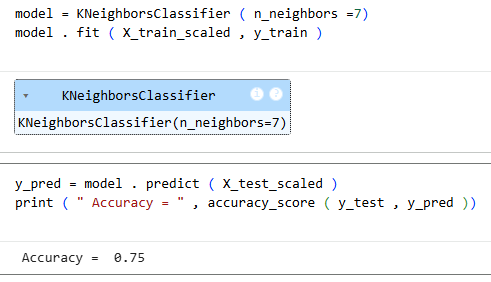 model = KNeighborsClassifier ( n_neighbors =7)
model . fit ( X_train_scaled , y_train )
▾ KNeighborsClassifier i ?
KNeighborsClassifier(n_neighbors=7)
y_pred = model . predict ( X_test_scaled )
print ( " Accuracy = " , accuracy_score ( y_test , y_pred ))
Accuracy =  0.75